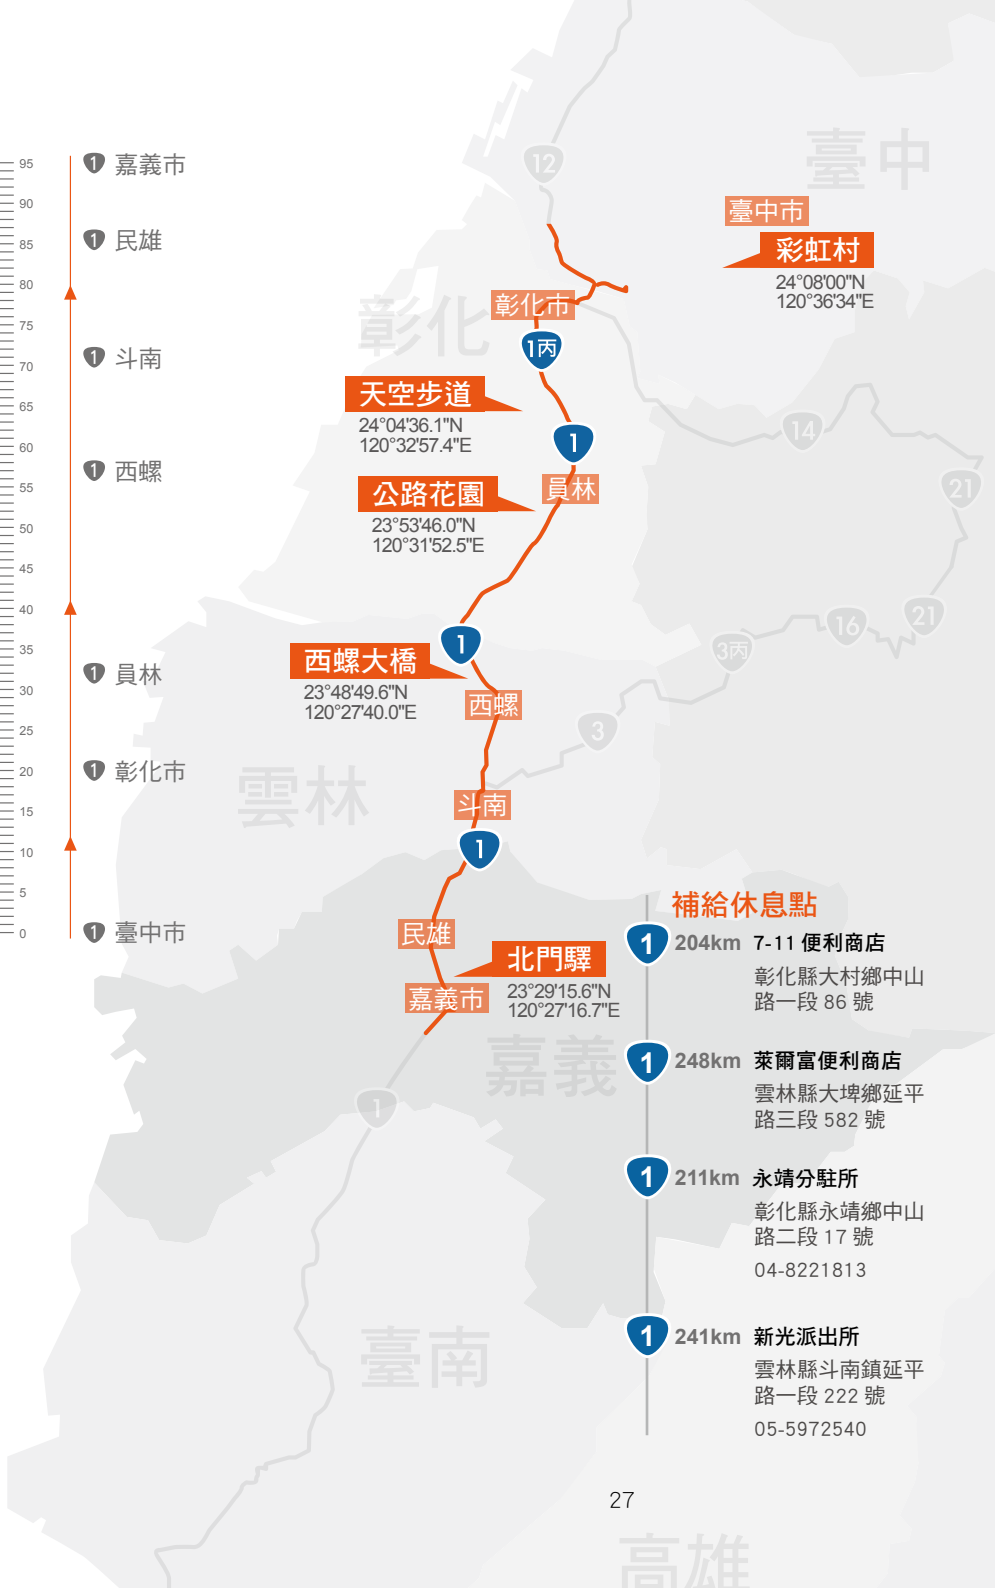 95
90
85
80
75
70
65
60
55
50
45
40
35
30
25
20
15
10
5
0
1 嘉義市
1 民雄
1 斗南
1 西螺
1 員林
1 彰化市
1 臺中市
12
臺中
臺中市
彩虹村
24°08'00"N
120°36'34"E
彰化
彰化市
1丙
天空步道
24°04'36.1"N
120°32'57.4"E
1
14
21
員林
公路花園
23°53'46.0"N
120°31'52.5"E
21
16
3丙
1
西螺大橋
23°48'49.6"N
120°27'40.0"E
西螺
3
雲林
斗南
1
民雄
北門驛
23°29'15.6"N
120°27'16.7"E
嘉義市
嘉義
1
臺南
高雄
補給休息點
1 204km 7-11 便利商店
彰化縣大村鄉中山
路一段 86 號
1 248km 萊爾富便利商店
雲林縣大埤鄉延平
路三段 582 號
1 211km 永靖分駐所
彰化縣永靖鄉中山
路二段 17 號
04-8221813
1 241km 新光派出所
雲林縣斗南鎮延平
路一段 222 號
05-5972540
27